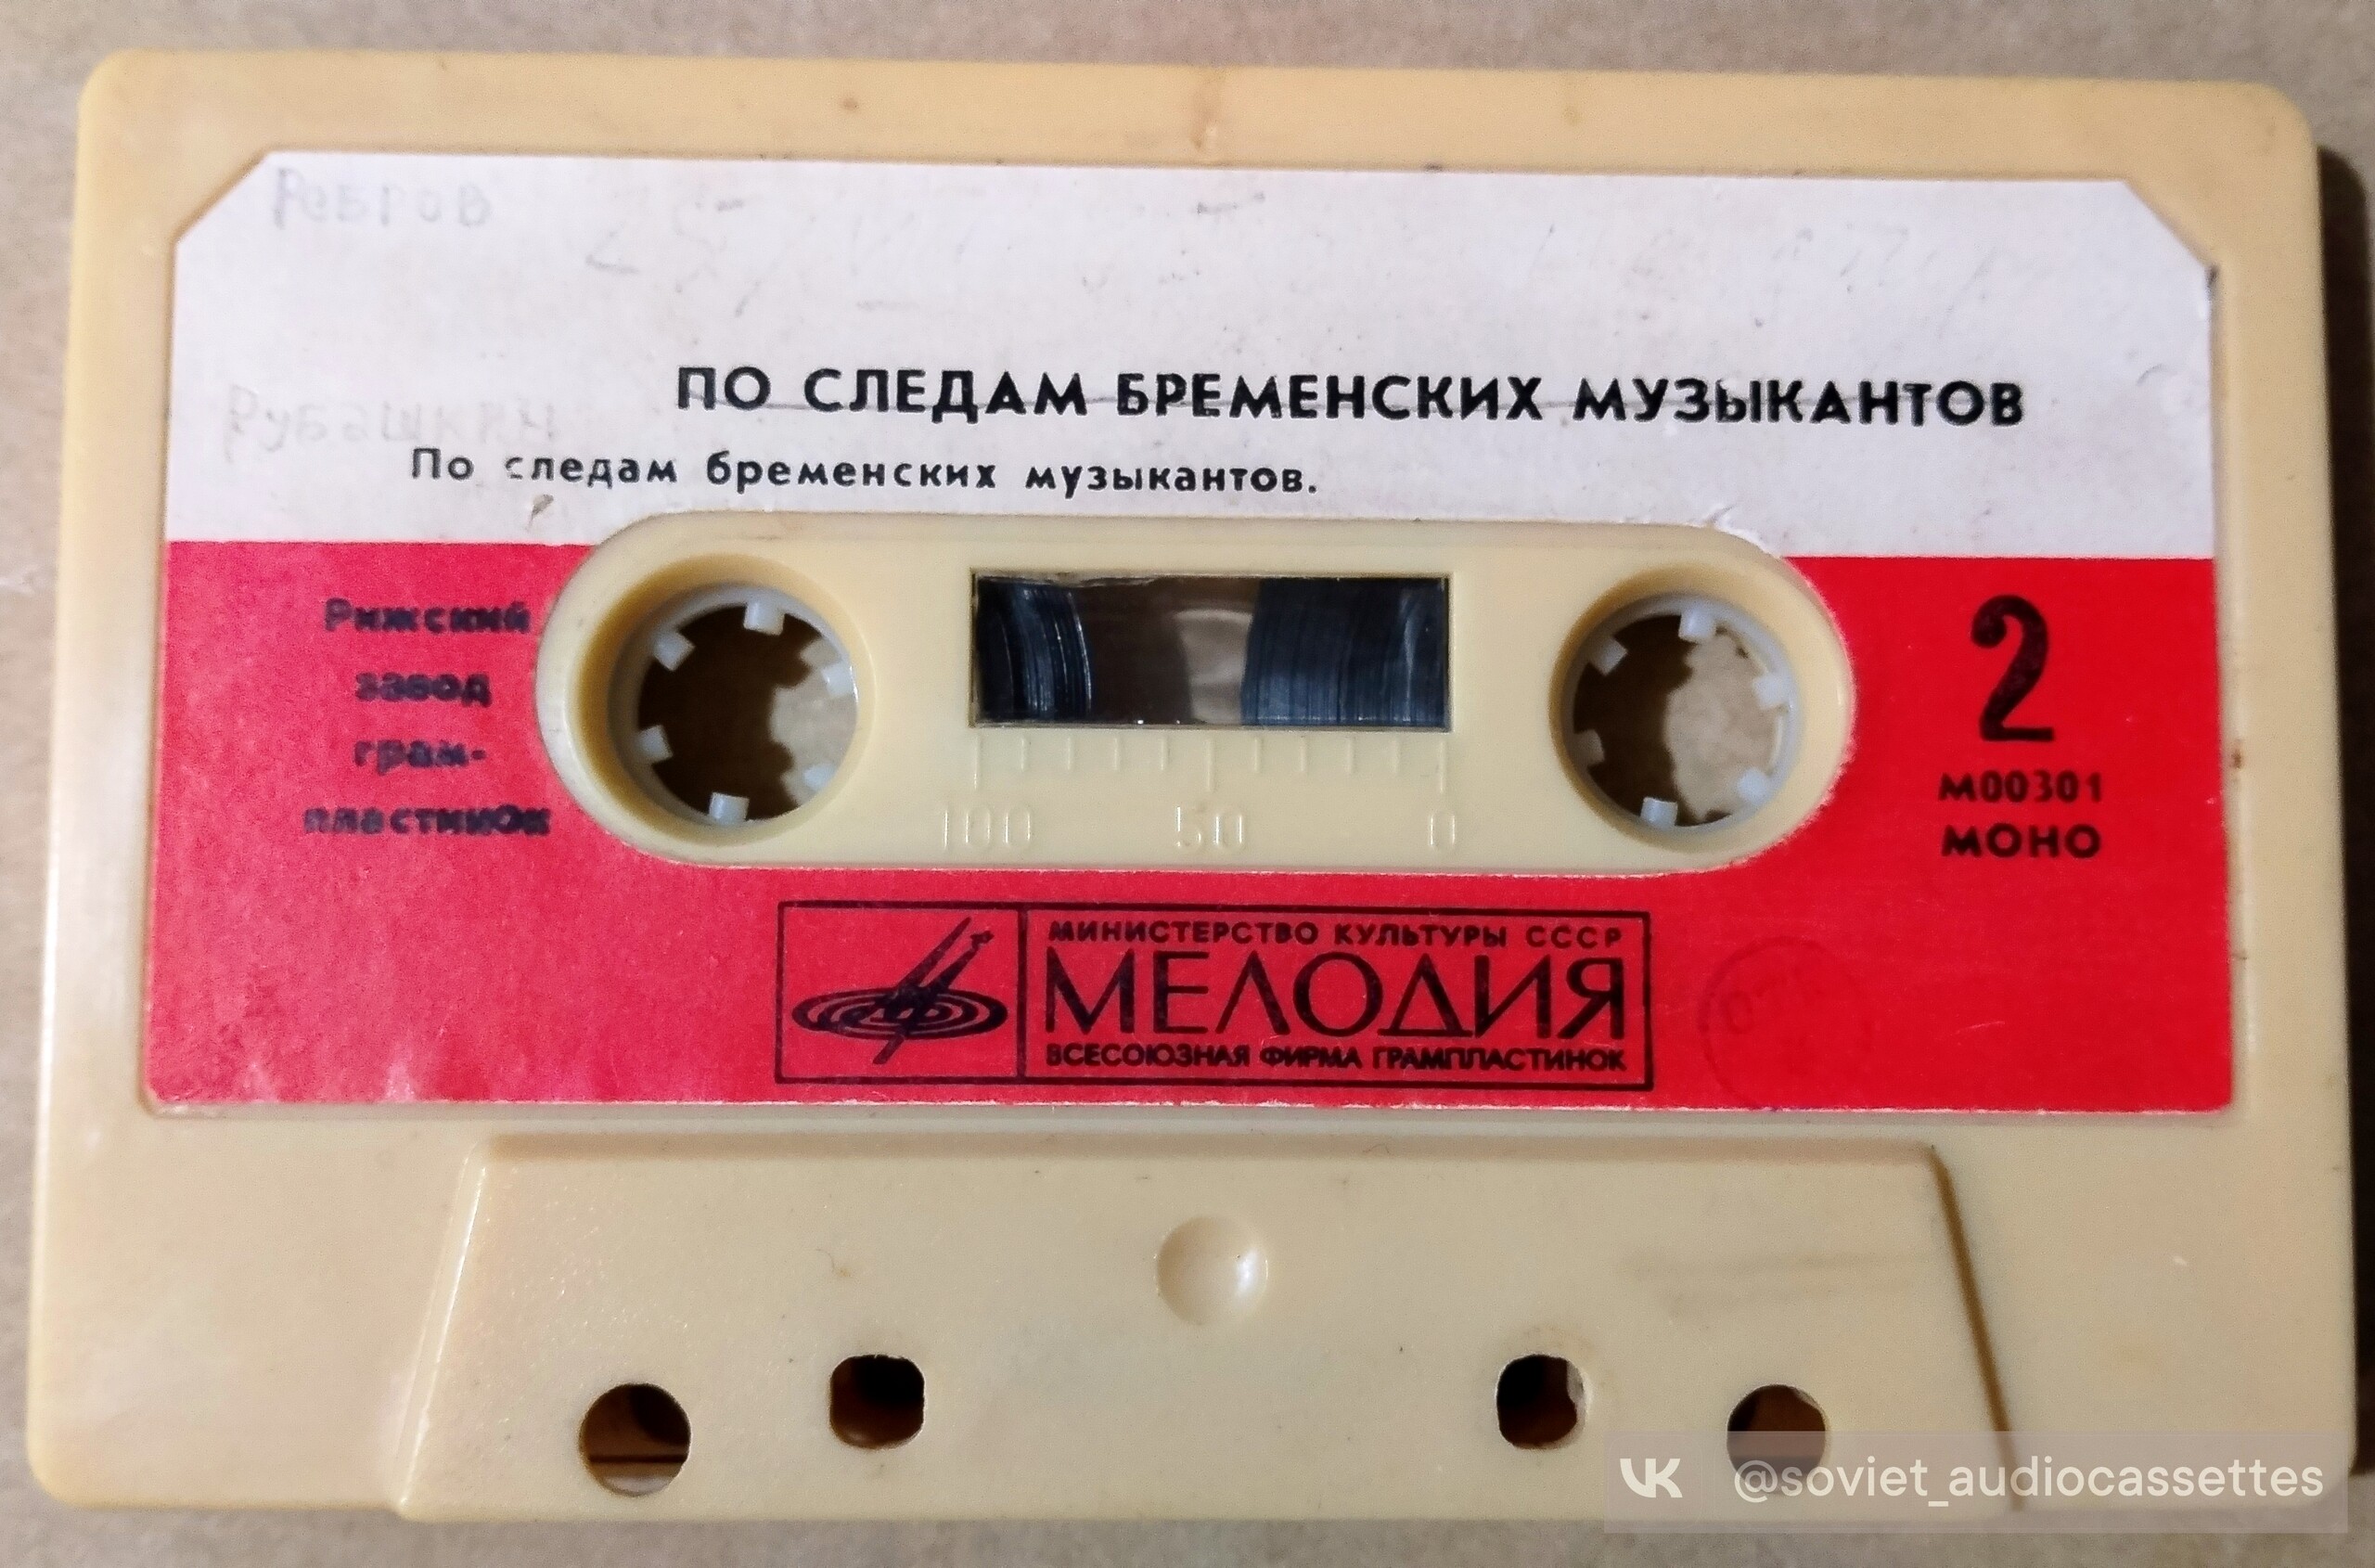 Ребров
ПО СЛЕДАМ БРЕМЕНСКИХ МУЗЫКАНТОВ
Рубашкин
По следам бременских музыкантов.
Рижский
завод
грам-
пластинок
2
М00301
МОНО
100 50 0
МИНИСТЕРСТВО КУЛЬТУРЫ СССР
МЕЛОДИЯ
ВСЕСОЮЗНАЯ ФИРМА ГРАМПЛАСТИНОК
VK @soviet_audiocassettes